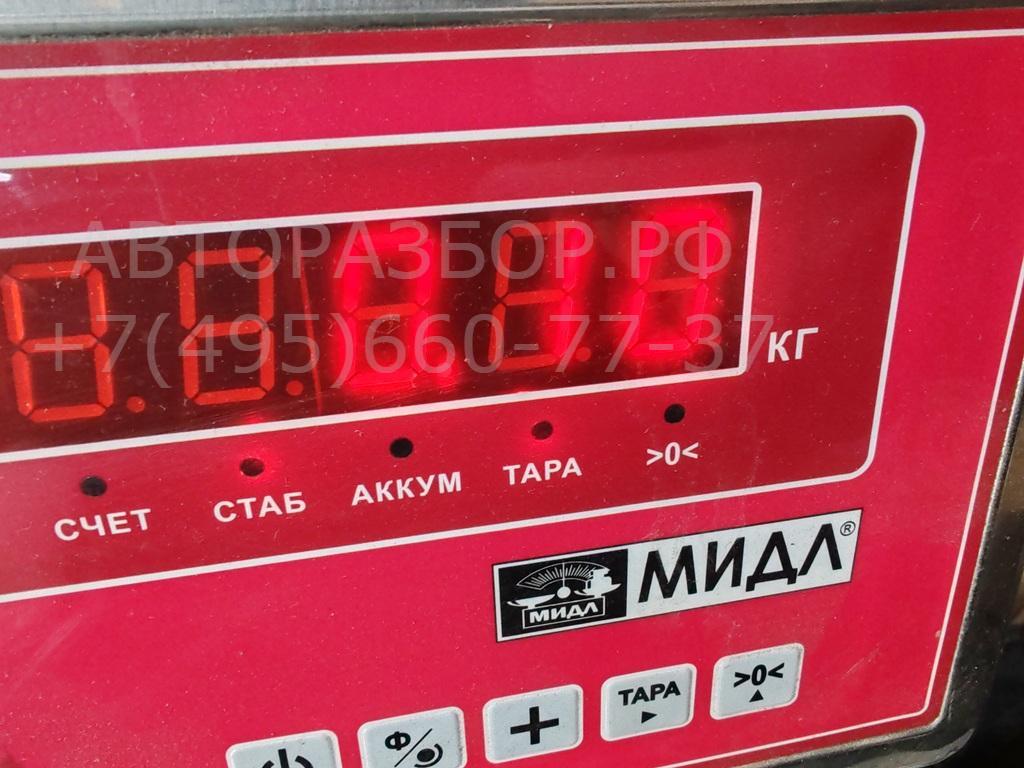 АВТОРАЗБОР.РФ
+7(495)660-77-37
КГ
СЧЕТ СТАБ АККУМ ТАРА >0<
МИДЛ МИДЛ®
Ф ТАРА >0<